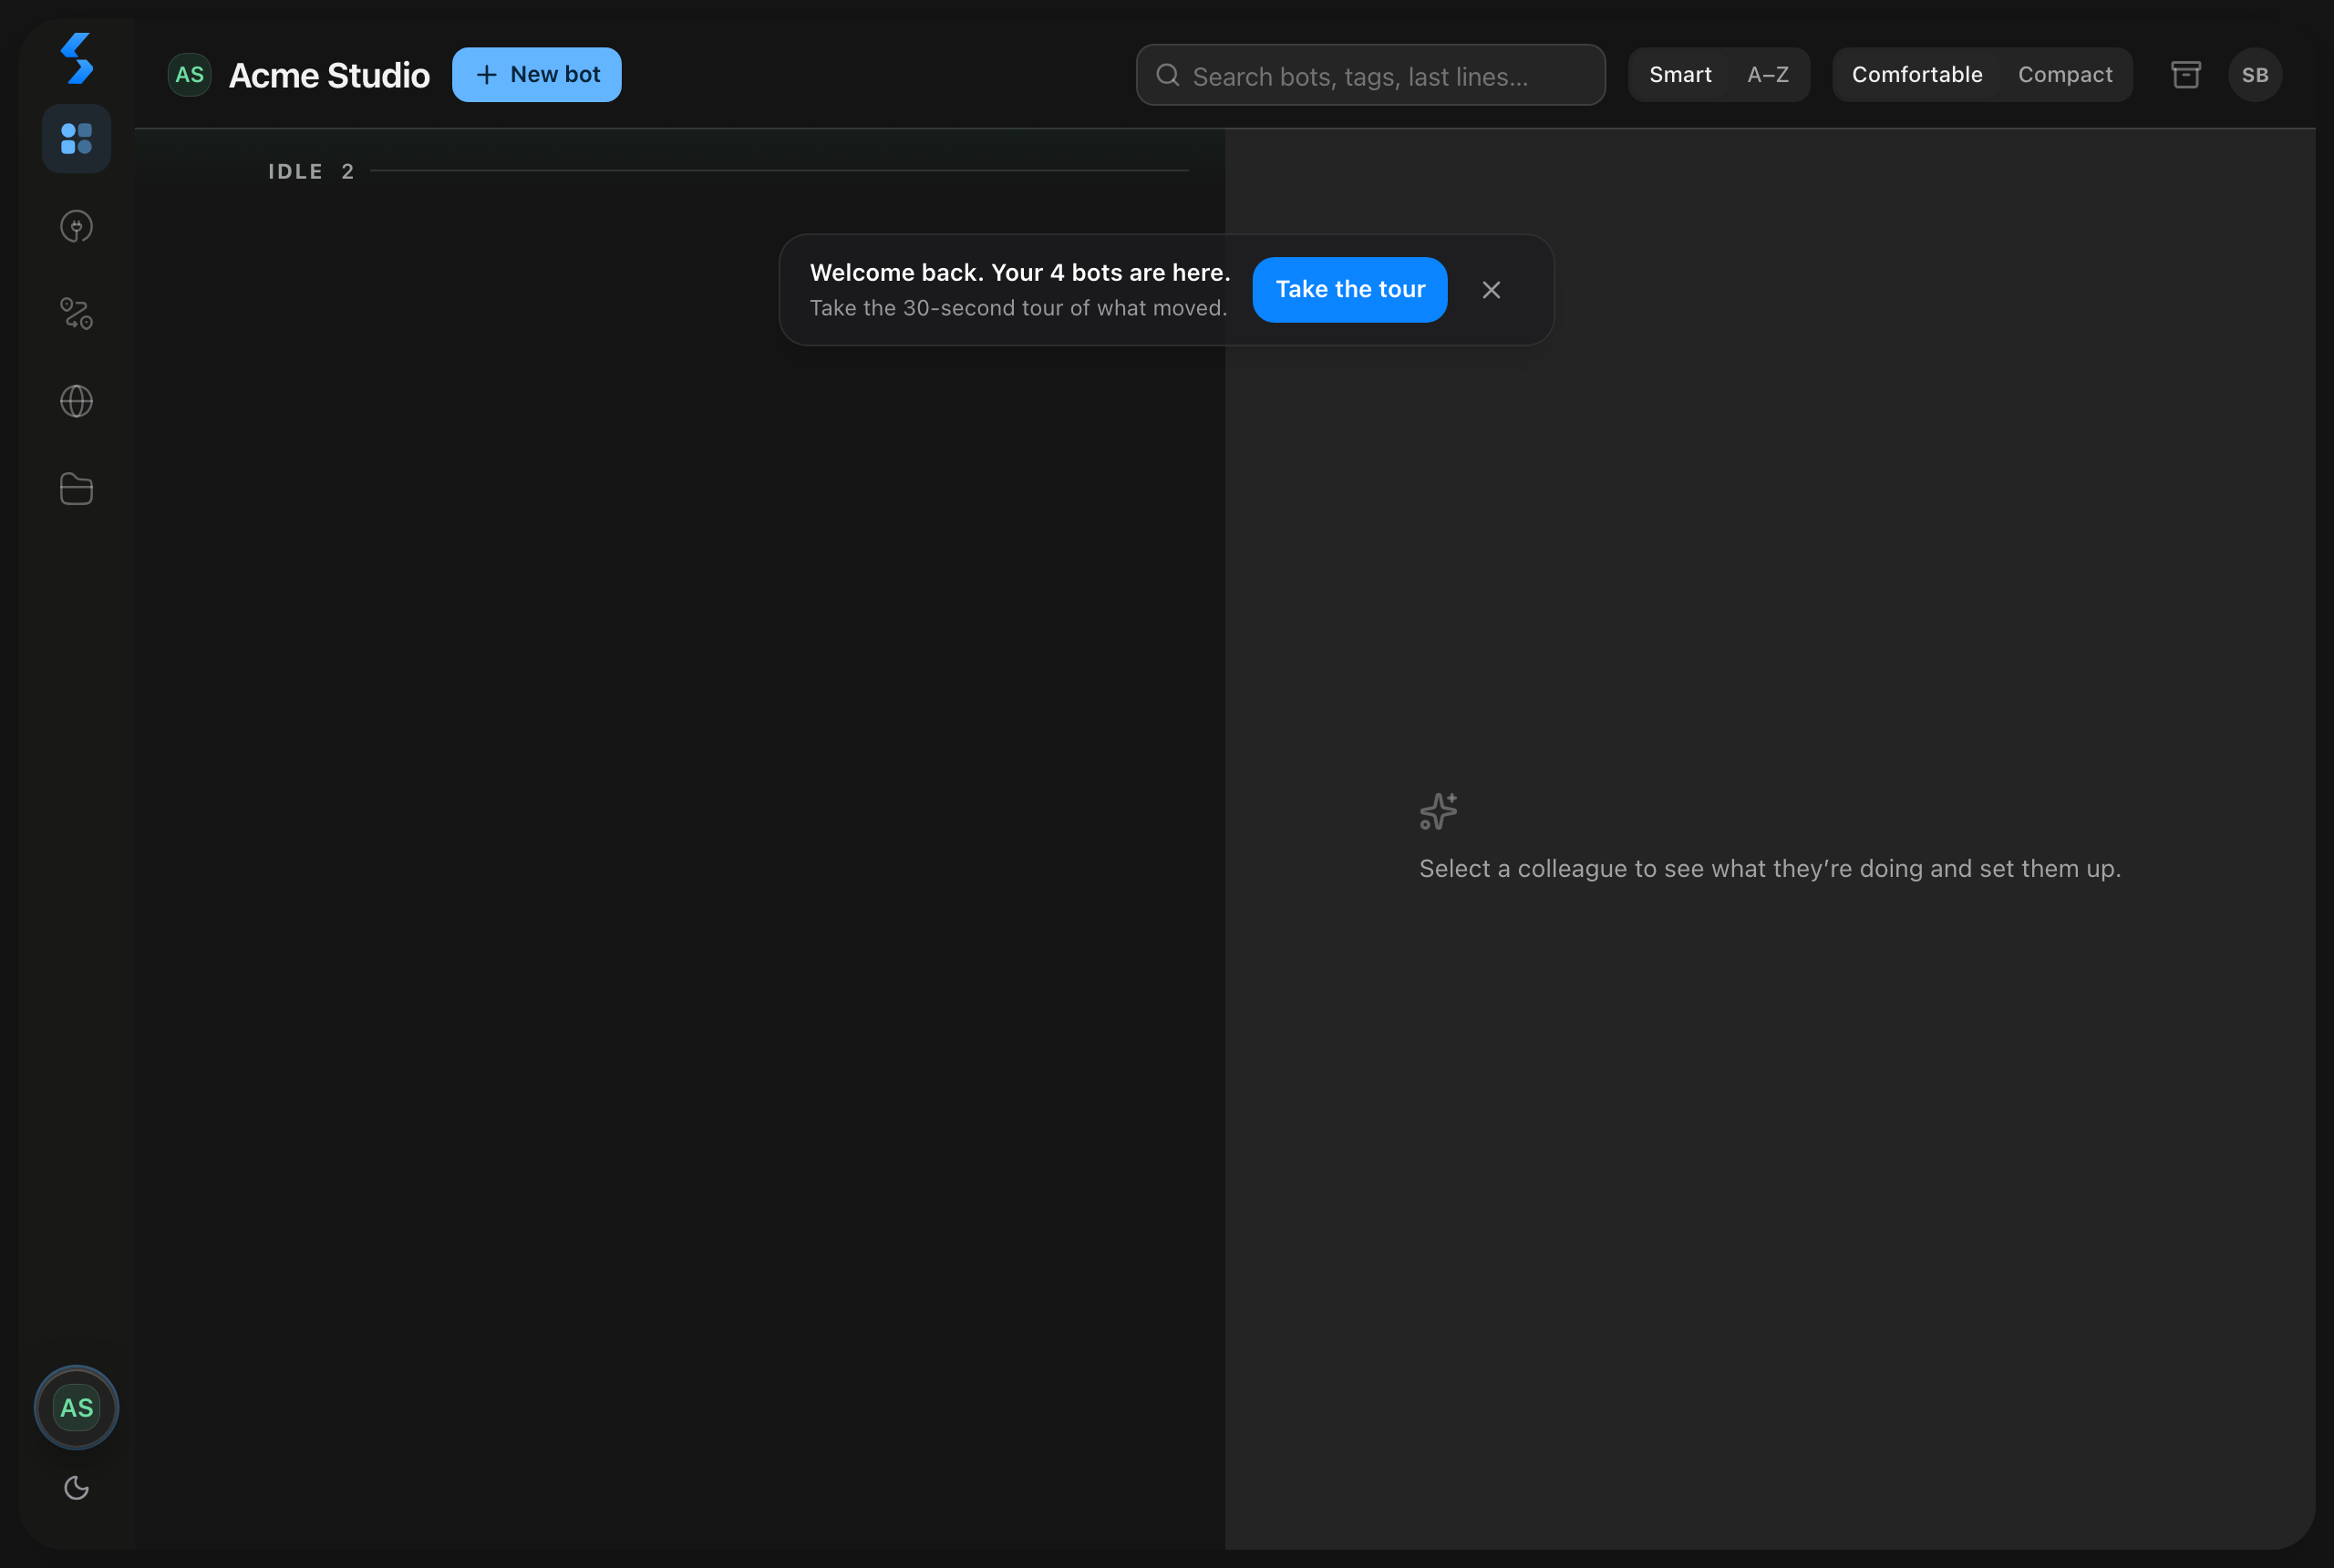 AS Acme Studio
New bot
Search bots, tags, last lines...
Smart A–Z
Comfortable Compact
SB
IDLE 2
Welcome back. Your 4 bots are here.
Take the 30-second tour of what moved.
Take the tour
Select a colleague to see what they’re doing and set them up.
AS